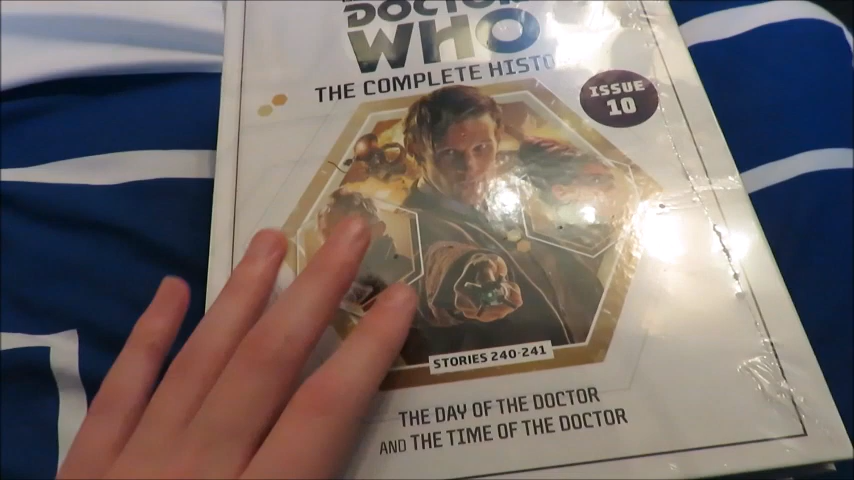 DOCTOR
WHO
THE COMPLETE HISTO
ISSUE
10
STORIES 240-241
THE DAY OF THE DOCTOR
AND THE TIME OF THE DOCTOR